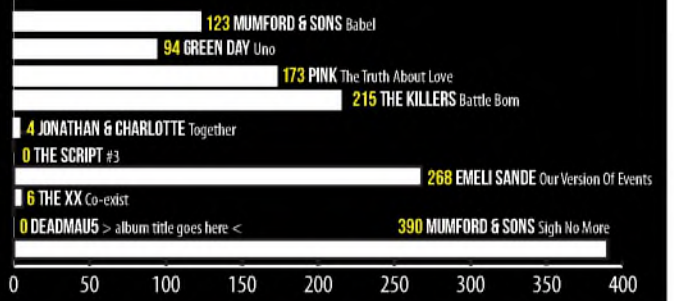 123 MUMFORD & SONS Babel
94 GREEN DAY Uno
173 PINK The Truth About Love
215 THE KILLERS Battle Born
4 JONATHAN & CHARLOTTE Together
0 THE SCRIPT #3
268 EMELI SANDE Our Version Of Events
6 THE XX Co-exist
0 DEADMAU5 > album title goes here <
390 MUMFORD & SONS Sigh No More
0 50 100 150 200 250 300 350 400